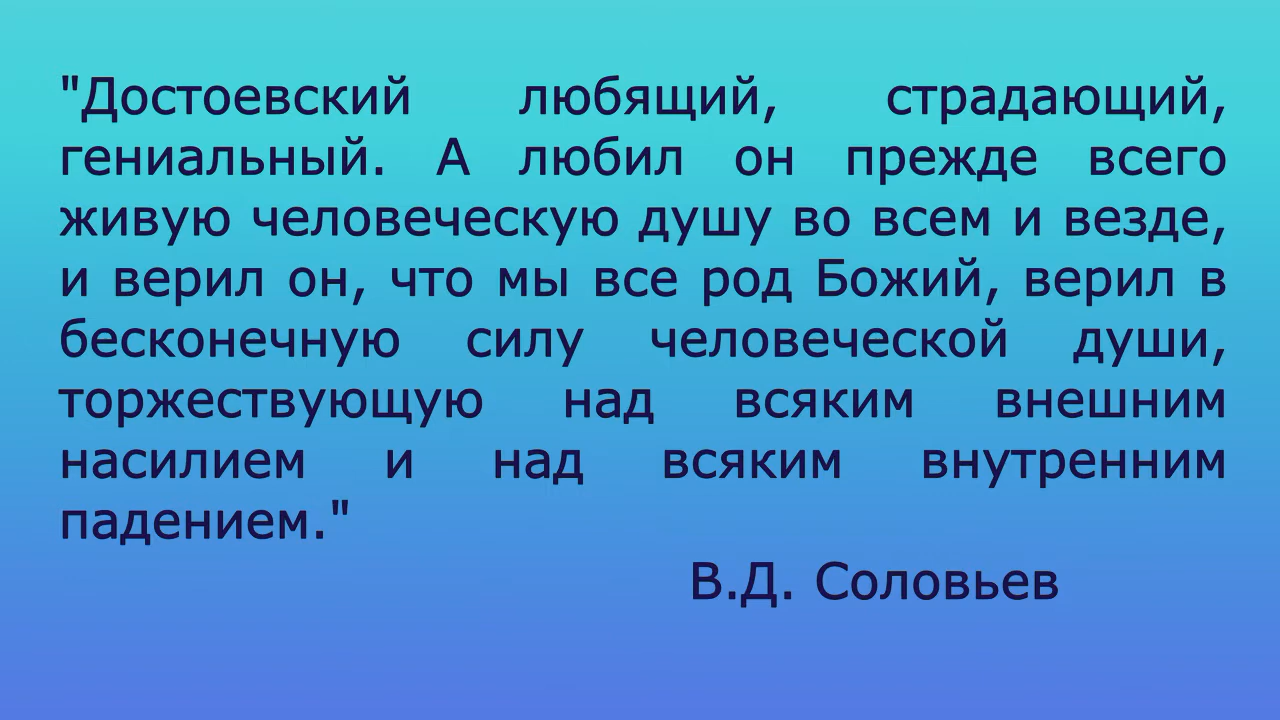 "Достоевский любящий, страдающий,
гениальный. А любил он прежде всего
живую человеческую душу во всем и везде,
и верил он, что мы все род Божий, верил в
бесконечную силу человеческой души,
торжествующую над всяким внешним
насилием и над всяким внутренним
падением."
В.Д. Соловьев